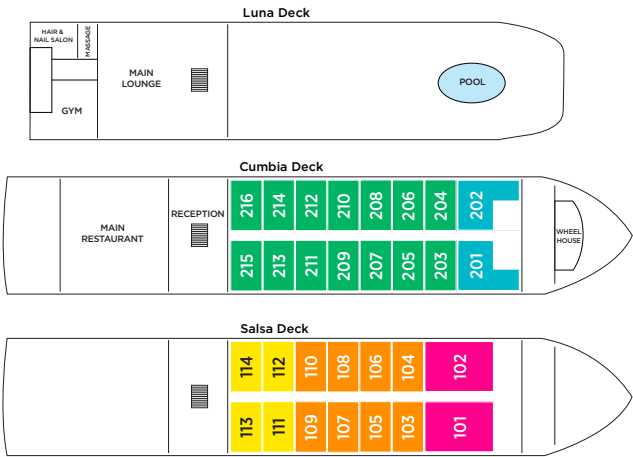 Luna Deck
HAIR &
NAIL SALON
MASSAGE
MAIN
LOUNGE
POOL
GYM
Cumbia Deck
216
214
212
210
208
206
204
202
MAIN
RESTAURANT
RECEPTION
WHEEL
HOUSE
215
213
211
209
207
205
203
201
Salsa Deck
114
112
110
108
106
104
102
113
111
109
107
105
103
101